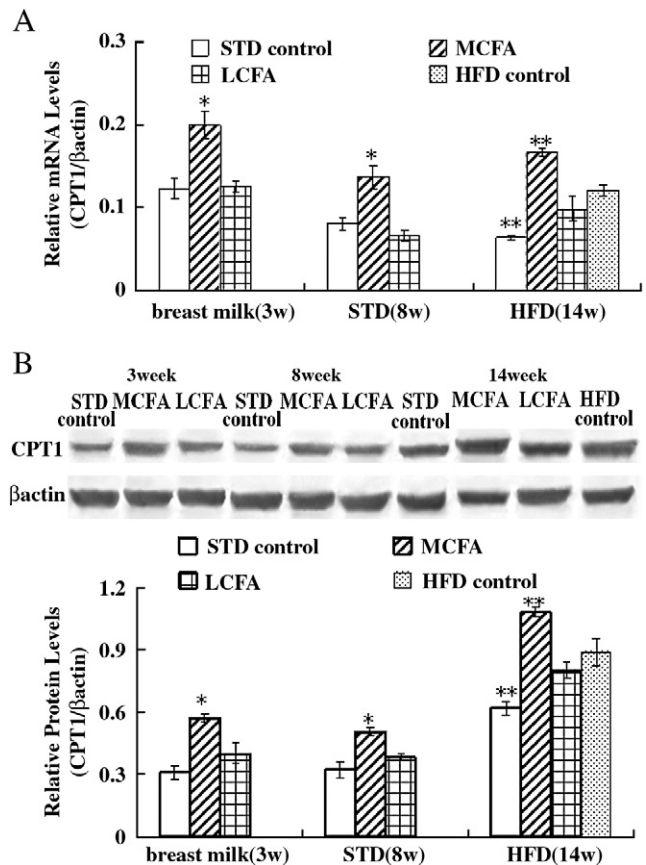 A
STD control
MCFA
LCFA
HFD control
Relative mRNA Levels
(CPT1/βactin)
0.3
0.2
0.1
0
*
*
**
**
breast milk(3w)
STD(8w)
HFD(14w)
B
3week
8week
14week
STD control
MCFA
LCFA
STD control
MCFA
LCFA
STD control
MCFA
LCFA
HFD control
CPT1
βactin
STD control
MCFA
LCFA
HFD control
Relative Protein Levels
(CPT1/βactin)
1.2
0.9
0.6
0.3
0
*
*
**
**
breast milk(3w)
STD(8w)
HFD(14w)